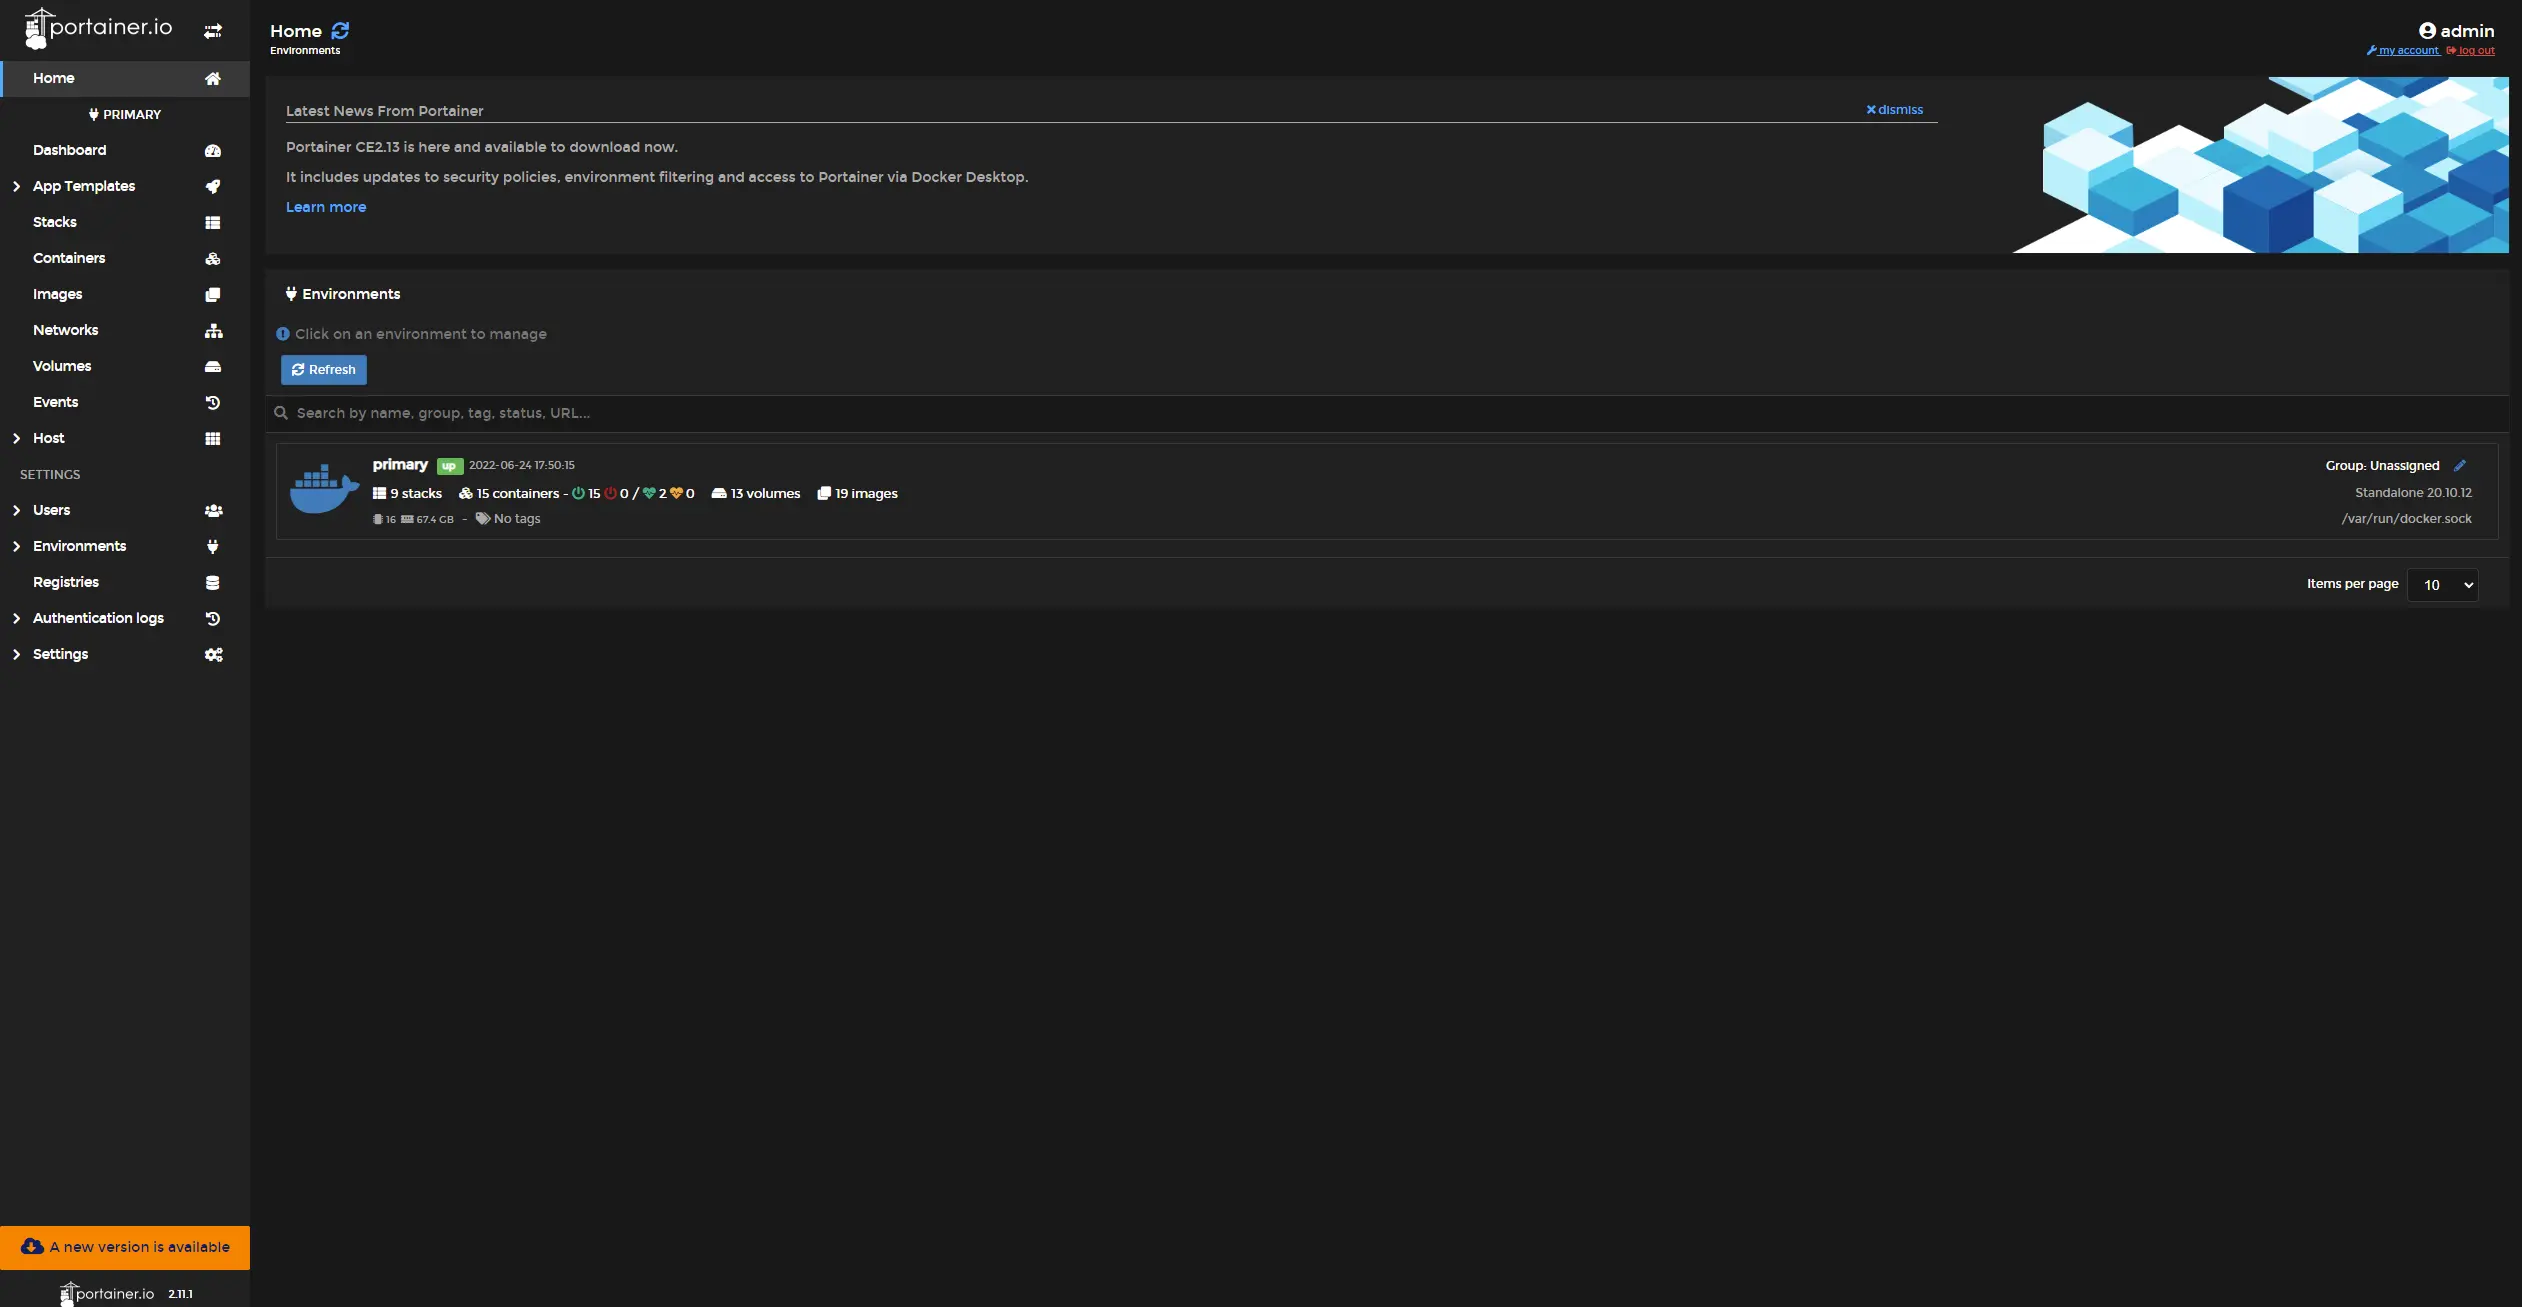 portainer.io
Home
PRIMARY
Dashboard
App Templates
Stacks
Containers
Images
Networks
Volumes
Events
Host
SETTINGS
Users
Environments
Registries
Authentication logs
Settings
A new version is available
portainer.io 2.11.1
Home
Environments
admin
my account log out
Latest News From Portainer
dismiss
Portainer CE2.13 is here and available to download now.
It includes updates to security policies, environment filtering and access to Portainer via Docker Desktop.
Learn more
Environments
Click on an environment to manage
Refresh
Search by name, group, tag, status, URL...
primary up 2022-06-24 17:50:15
Group: Unassigned
9 stacks 15 containers - 15 0 / 2 0 13 volumes 19 images
Standalone 20.10.12
16 67.4 GB - No tags
/var/run/docker.sock
Items per page 10